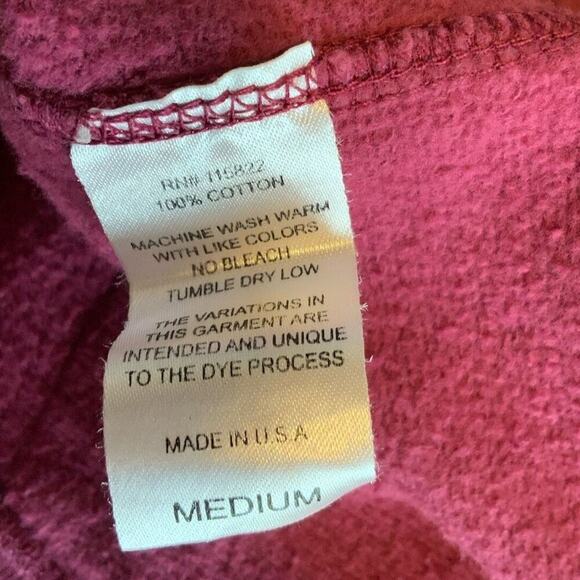 RN# 115822
100% COTTON
MACHINE WASH WARM
WITH LIKE COLORS
NO BLEACH
TUMBLE DRY LOW
THE VARIATIONS IN
THIS GARMENT ARE
INTENDED AND UNIQUE
TO THE DYE PROCESS
MADE IN U.S.A
MEDIUM